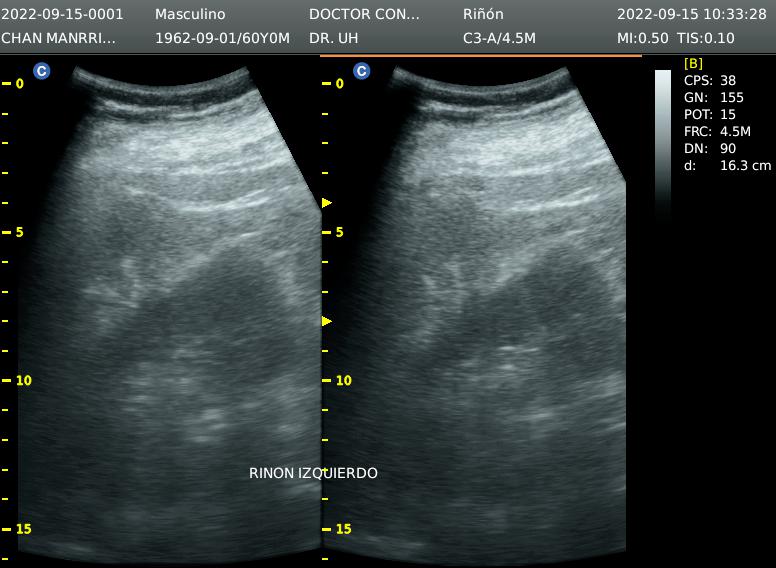 2022-09-15-0001 Masculino DOCTOR CON... Riñón 2022-09-15 10:33:28
CHAN MANRRI... 1962-09-01/60Y0M DR. UH C3-A/4.5M MI:0.50 TIS:0.10
C C
[B]
CPS: 38
GN: 155
POT: 15
FRC: 4.5M
DN: 90
d: 16.3 cm
0 0
5 5
10 10
RINON IZQUIERDO
15 15